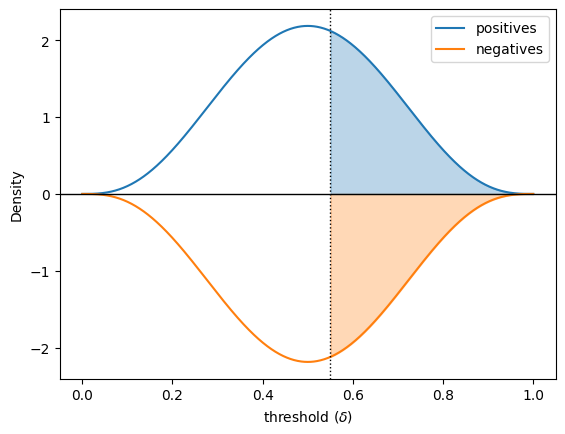 positives
negatives
2
1
0
−1
−2
Density
0.0 0.2 0.4 0.6 0.8 1.0
threshold (δ)